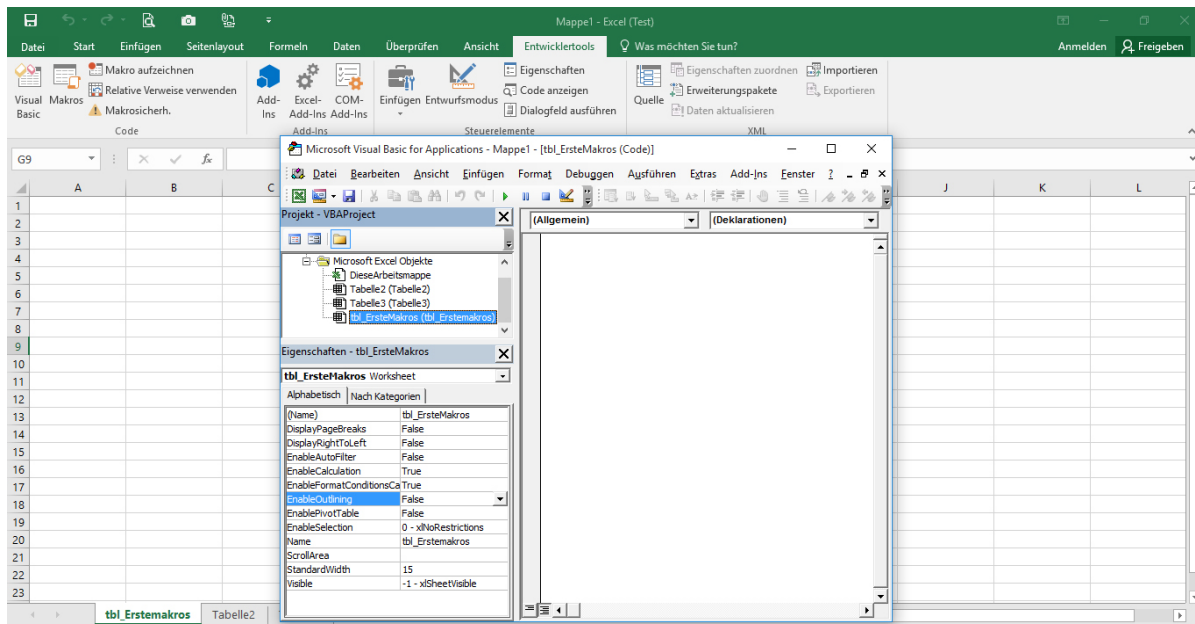 Mappe1 - Excel (Test)
Datei Start Einfügen Seitenlayout Formeln Daten Überprüfen Ansicht Entwicklertools Was möchten Sie tun? Anmelden Freigeben
Visual Basic
Makros
Makro aufzeichnen
Relative Verweise verwenden
Makrosicherh.
Code
Add-Ins
Excel-Add-Ins
COM-Add-Ins
Add-Ins
Einfügen
Entwurfsmodus
Eigenschaften
Code anzeigen
Dialogfeld ausführen
Steuerelemente
Quelle
Eigenschaften zuordnen
Erweiterungspakete
Daten aktualisieren
Importieren
Exportieren
XML
G9 fx
A B C J K L
1
2
3
4
5
6
7
8
9
10
11
12
13
14
15
16
17
18
19
20
21
22
23
tbl_Erstemakros Tabelle2
Microsoft Visual Basic for Applications - Mappe1 - [tbl_ErsteMakros (Code)]
Datei Bearbeiten Ansicht Einfügen Format Debuggen Ausführen Extras Add-Ins Fenster ?
Projekt - VBAProject
Microsoft Excel Objekte
DieseArbeitsmappe
Tabelle2 (Tabelle2)
Tabelle3 (Tabelle3)
tbl_ErsteMakros (tbl_Erstemakros)
Eigenschaften - tbl_ErsteMakros
tbl_ErsteMakros Worksheet
Alphabetisch Nach Kategorien
(Name) tbl_ErsteMakros
DisplayPageBreaks False
DisplayRightToLeft False
EnableAutoFilter False
EnableCalculation True
EnableFormatConditionsCa True
EnableOutlining False
EnablePivotTable False
EnableSelection 0 - xlNoRestrictions
Name tbl_Erstemakros
ScrollArea
StandardWidth 15
Visible -1 - xlSheetVisible
(Allgemein) (Deklarationen)